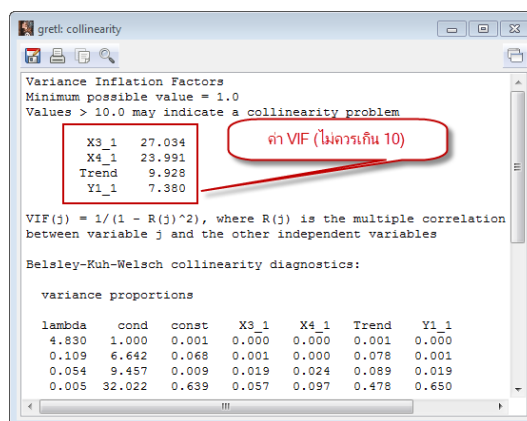 gretl: collinearity
Variance Inflation Factors
Minimum possible value = 1.0
Values > 10.0 may indicate a collinearity problem
X3_1 27.034
X4_1 23.991
Trend 9.928
Y1_1 7.380
ค่า VIF (ไม่ควรเกิน 10)
VIF(j) = 1/(1 - R(j)^2), where R(j) is the multiple correlation
between variable j and the other independent variables
Belsley-Kuh-Welsch collinearity diagnostics:
variance proportions
lambda cond const X3_1 X4_1 Trend Y1_1
4.830 1.000 0.001 0.000 0.000 0.001 0.000
0.109 6.642 0.068 0.001 0.000 0.078 0.001
0.054 9.457 0.009 0.019 0.024 0.089 0.019
0.005 32.022 0.639 0.057 0.097 0.478 0.650